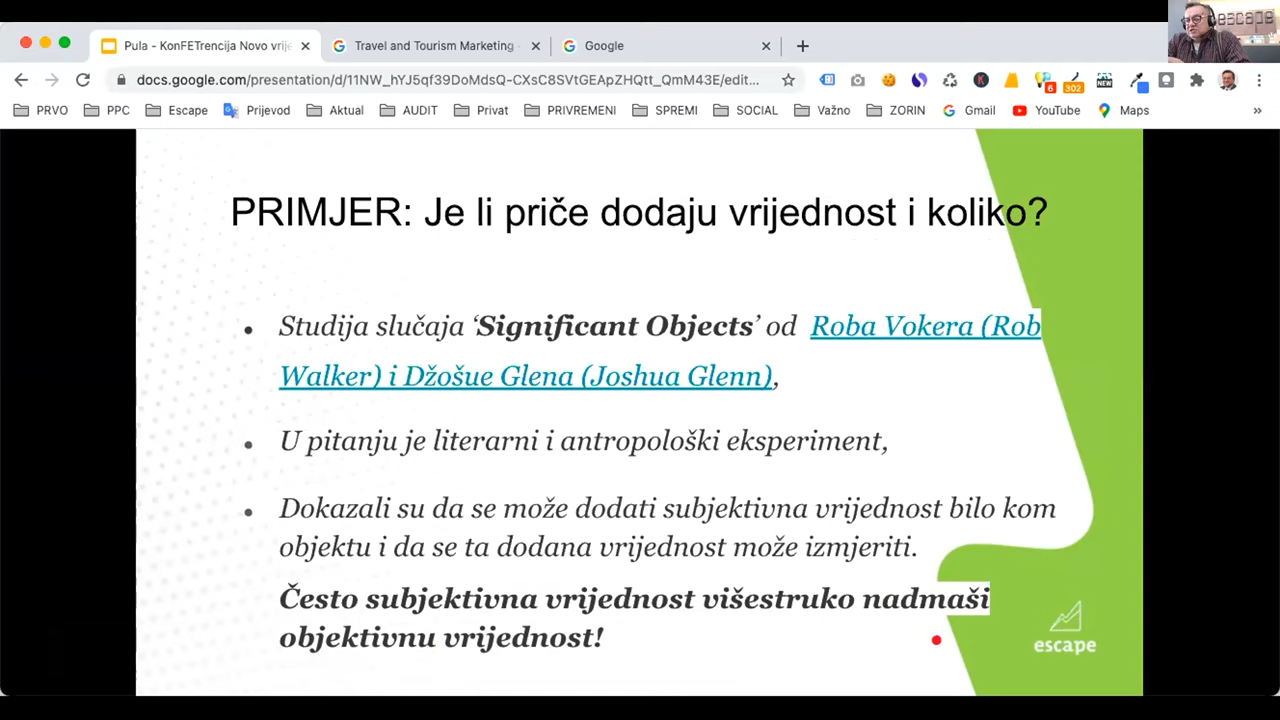 escape
Pula - KonFETrencija Novo vrije
Travel and Tourism Marketing
Google
docs.google.com/presentation/d/11NW_hYJ5qf39DoMdsQ-CXsC8SVtGEApZHQtt_QmM43E/edit...
6
302
NEW
PRVO
PPC
Escape
Prijevod
Aktual
AUDIT
Privat
PRIVREMENI
SPREMI
SOCIAL
Važno
ZORIN
Gmail
YouTube
Maps
»
PRIMJER: Je li priče dodaju vrijednost i koliko?
• Studija slučaja ‘Significant Objects’ od Roba Vokera (Rob
Walker) i Džošue Glena (Joshua Glenn),
• U pitanju je literarni i antropološki eksperiment,
• Dokazali su da se može dodati subjektivna vrijednost bilo kom
objektu i da se ta dodana vrijednost može izmjeriti.
Često subjektivna vrijednost višestruko nadmaši
objektivnu vrijednost!
escape